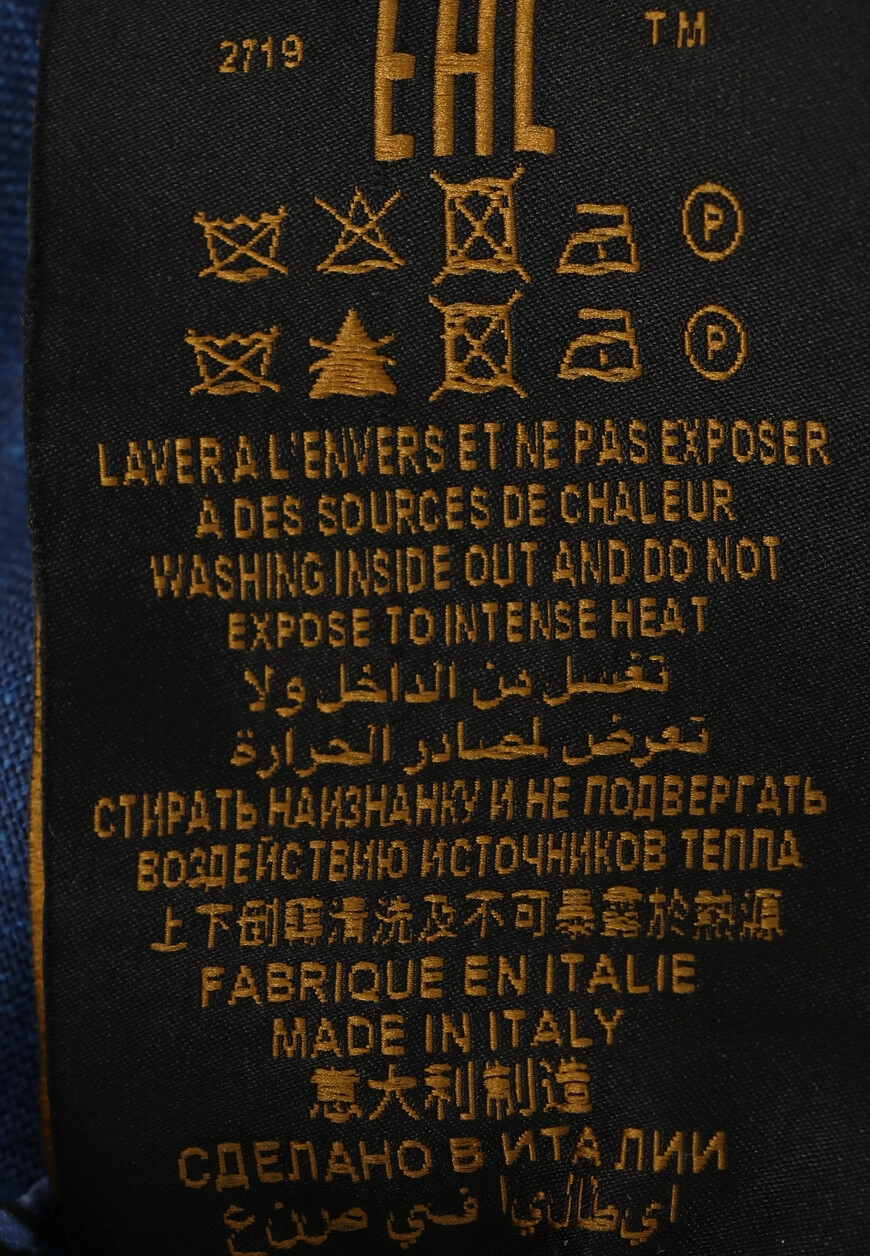 2719
EAC
TM
P
P
LAVER A L'ENVERS ET NE PAS EXPOSER
A DES SOURCES DE CHALEUR
WASHING INSIDE OUT AND DO NOT
EXPOSE TO INTENSE HEAT
تغسل من الداخل ولا
تعرض لمصادر الحرارة
СТИРАТЬ НАИЗНАНКУ И НЕ ПОДВЕРГАТЬ
ВОЗДЕЙСТВИЮ ИСТОЧНИКОВ ТЕПЛА
上下倒轉清洗及不可暴露於熱源
FABRIQUE EN ITALIE
MADE IN ITALY
意大利制造
СДЕЛАНО В ИТАЛИИ
صنع في إيطاليا